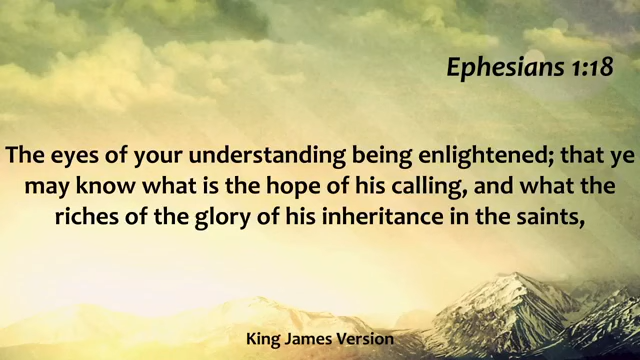 Ephesians 1:18
The eyes of your understanding being enlightened; that ye
may know what is the hope of his calling, and what the
riches of the glory of his inheritance in the saints,
King James Version